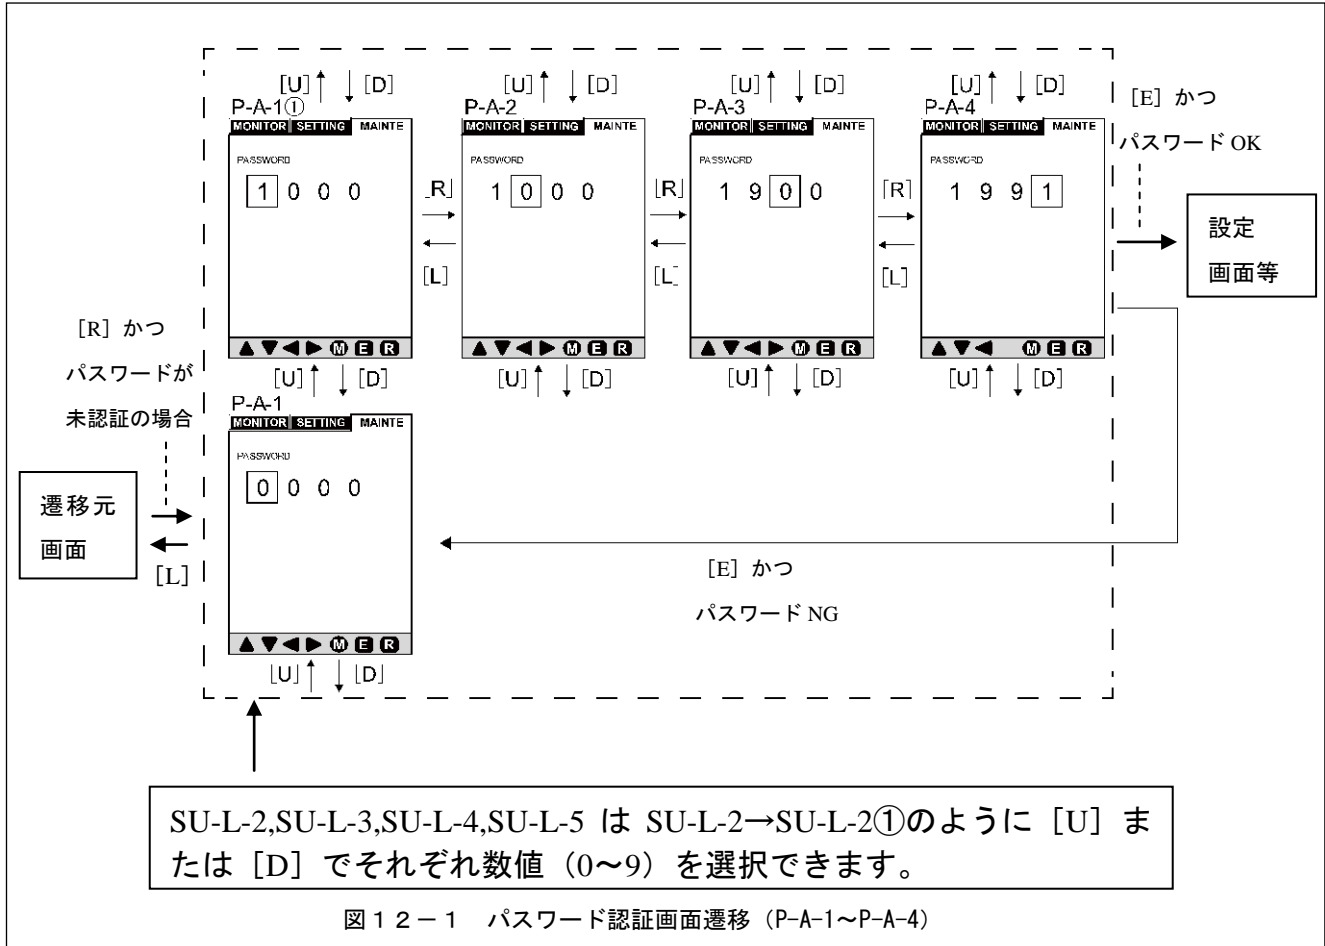 [U] [D] [U] [D] [U] [D] [U] [D]
P-A-1① P-A-2 P-A-3 P-A-4
MONITOR SETTING MAINTE MONITOR SETTING MAINTE MONITOR SETTING MAINTE MONITOR SETTING MAINTE
PASSWORD PASSWORD PASSWORD PASSWORD
1 0 0 0 [R] 1 0 0 0 [R] 1 9 0 0 [R] 1 9 9 1
[L] [L] [L]
M E R M E R M E R M E R
[U] [D] [U] [D] [U] [D] [U] [D]
[E] かつ
パスワード OK
設定
画面等
[R] かつ
パスワードが
未認証の場合
遷移元
画面
[L]
P-A-1
MONITOR SETTING MAINTE
PASSWORD
0 0 0 0
M E R
[U] [D]
[E] かつ
パスワード NG
SU-L-2,SU-L-3,SU-L-4,SU-L-5 は SU-L-2→SU-L-2①のように [U] ま
たは [D] でそれぞれ数値（0～9）を選択できます。
図１２－１ パスワード認証画面遷移（P-A-1～P-A-4）